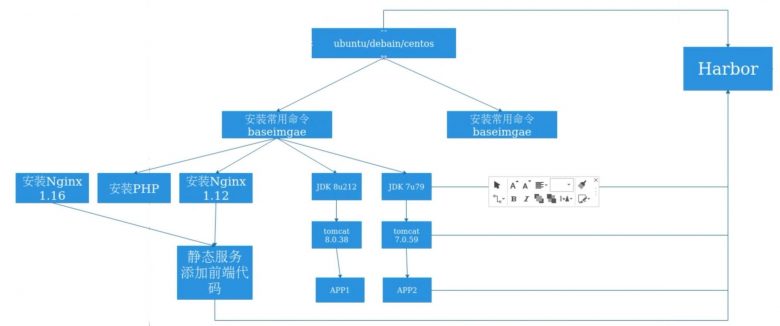 ubuntu/debain/centos
Harbor
安装常用命令
baseimgae
安装常用命令
baseimgae
安装Nginx
1.16
安装PHP
安装Nginx
1.12
JDK 8u212
JDK 7u79
tomcat
8.0.38
tomcat
7.0.59
静态服务
添加前端代
码
APP1
APP2